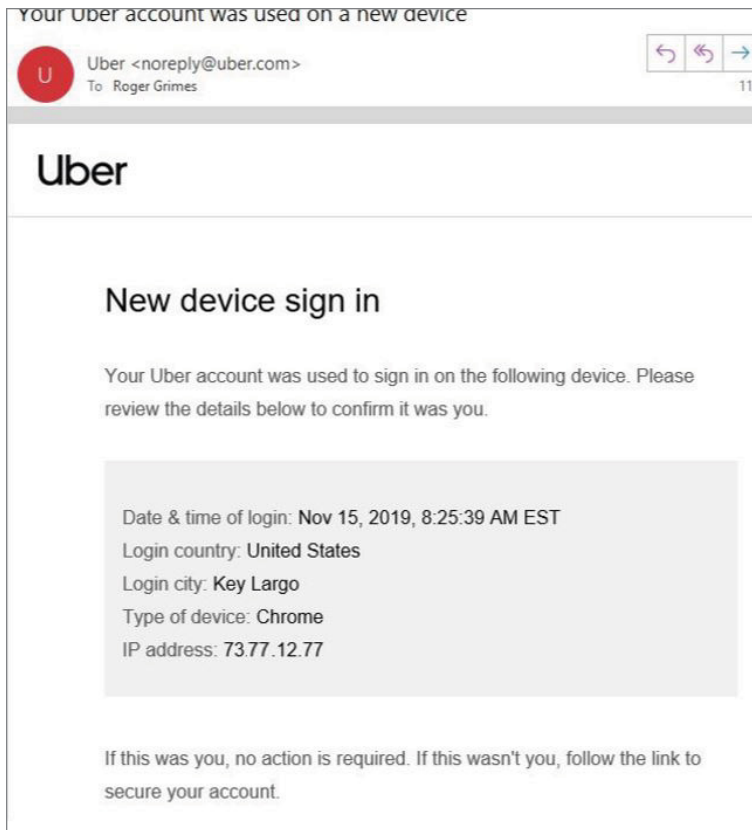 Your Uber account was used on a new device
U
Uber <noreply@uber.com>
To Roger Grimes
11
Uber
New device sign in
Your Uber account was used to sign in on the following device. Please
review the details below to confirm it was you.
Date & time of login: Nov 15, 2019, 8:25:39 AM EST
Login country: United States
Login city: Key Largo
Type of device: Chrome
IP address: 73.77.12.77
If this was you, no action is required. If this wasn't you, follow the link to
secure your account.